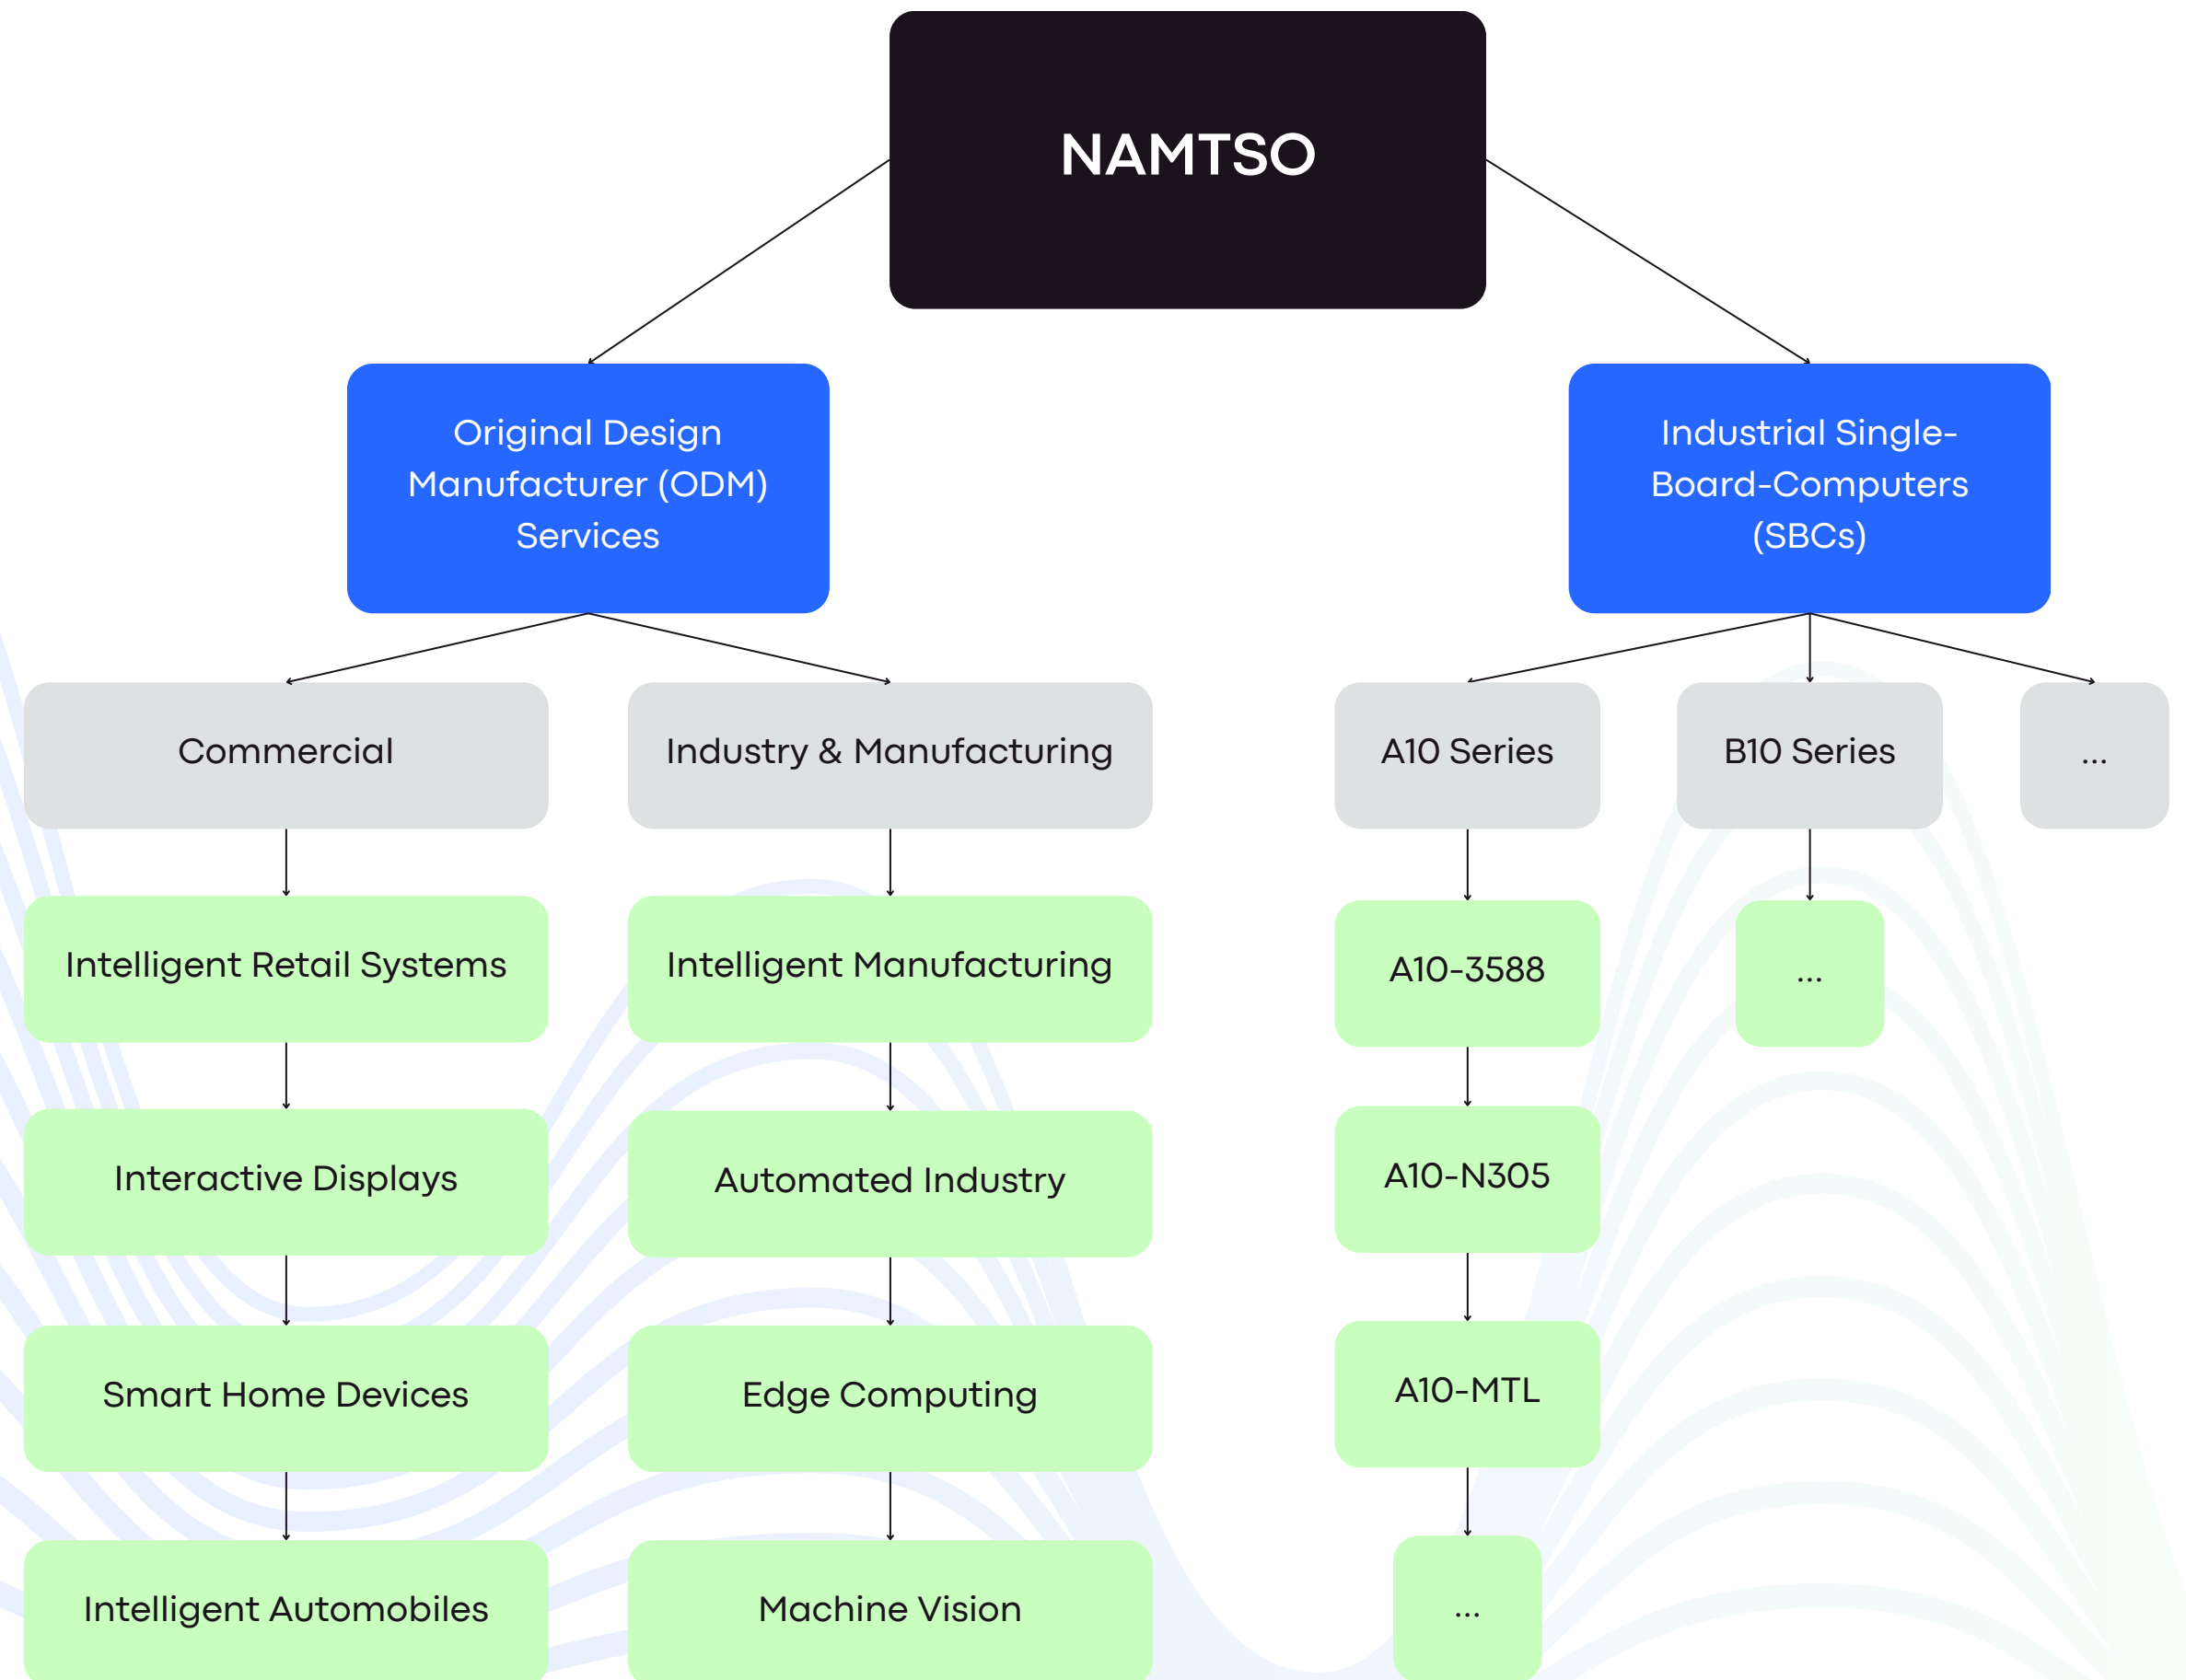 NAMTSO
Original Design
Manufacturer (ODM)
Services
Industrial Single-
Board-Computers
(SBCs)
Commercial
Industry & Manufacturing
A10 Series
B10 Series
...
Intelligent Retail Systems
Intelligent Manufacturing
A10-3588
...
Interactive Displays
Automated Industry
A10-N305
Smart Home Devices
Edge Computing
A10-MTL
Intelligent Automobiles
Machine Vision
...